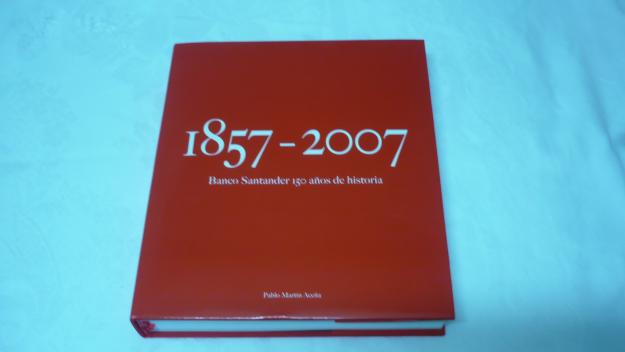 1857 - 2007
Banco Santander 150 años de historia
Pablo Martín Aceña